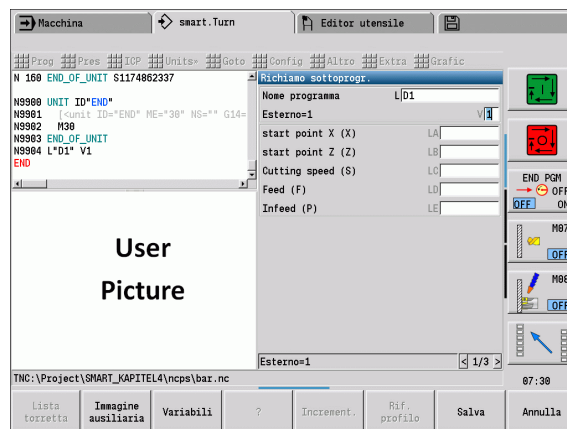 Macchina
smart.Turn
Editor utensile
Prog Pres ICP Units» Goto Config Altro Extra Grafic
N 160 END_OF_UNIT S1174862337
N9900 UNIT ID"END"
N9901 [<unit ID="END" ME="30" NS="" G14=
N9902 M30
N9903 END_OF_UNIT
N9904 L"D1" V1
END
Richiamo sottoprogr.
Nome programma L D1
Esterno=1 V 1
start point X (X) LA
start point Z (Z) LB
Cutting speed (S) LC
Feed (F) LD
Infeed (P) LE
User
Picture
Esterno=1 < 1/3 >
TNC:\Project\SMART_KAPITEL4\ncps\bar.nc
END PGM
OFF
OFF ON
M07
OFF
M08
OFF
07:30
Lista torretta
Immagine ausiliaria
Variabili
?
Increment.
Rif. profilo
Salva
Annulla